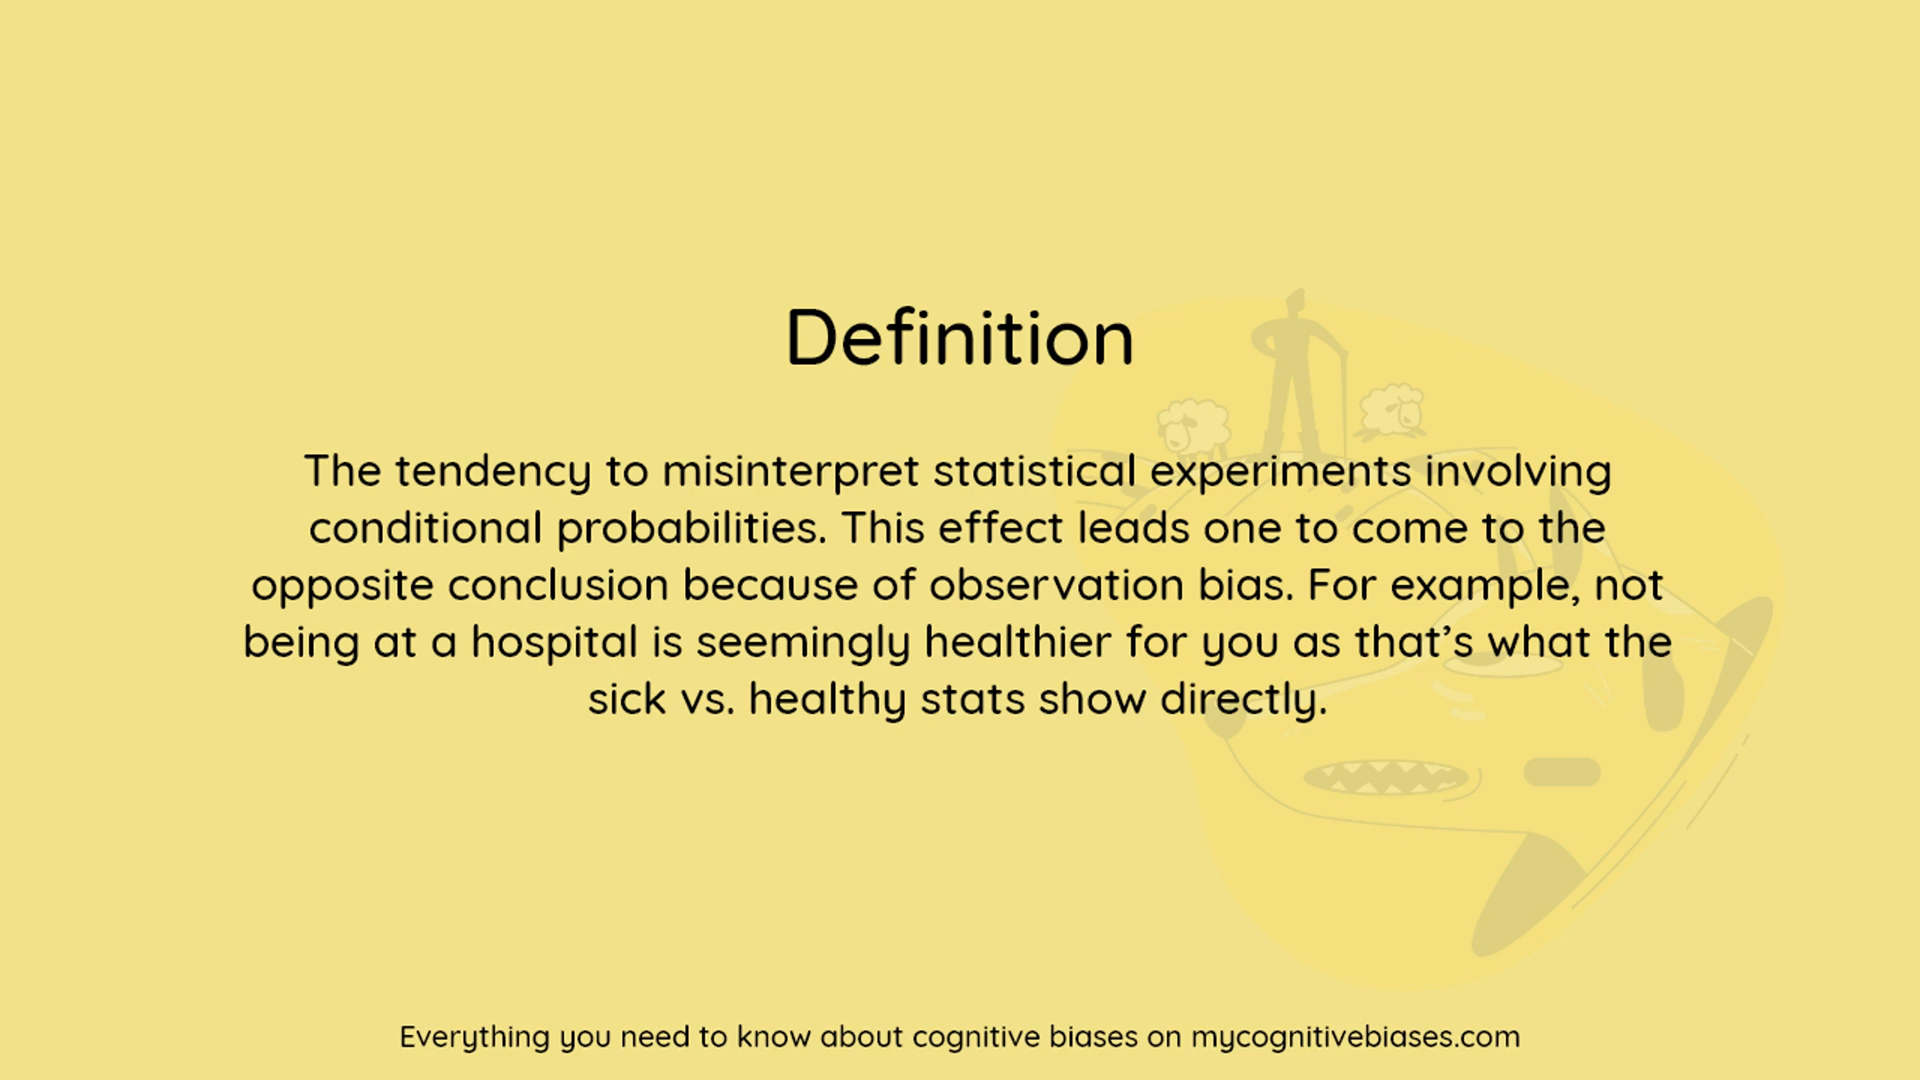 Definition
The tendency to misinterpret statistical experiments involving
conditional probabilities. This effect leads one to come to the
opposite conclusion because of observation bias. For example, not
being at a hospital is seemingly healthier for you as that’s what the
sick vs. healthy stats show directly.
Everything you need to know about cognitive biases on mycognitivebiases.com